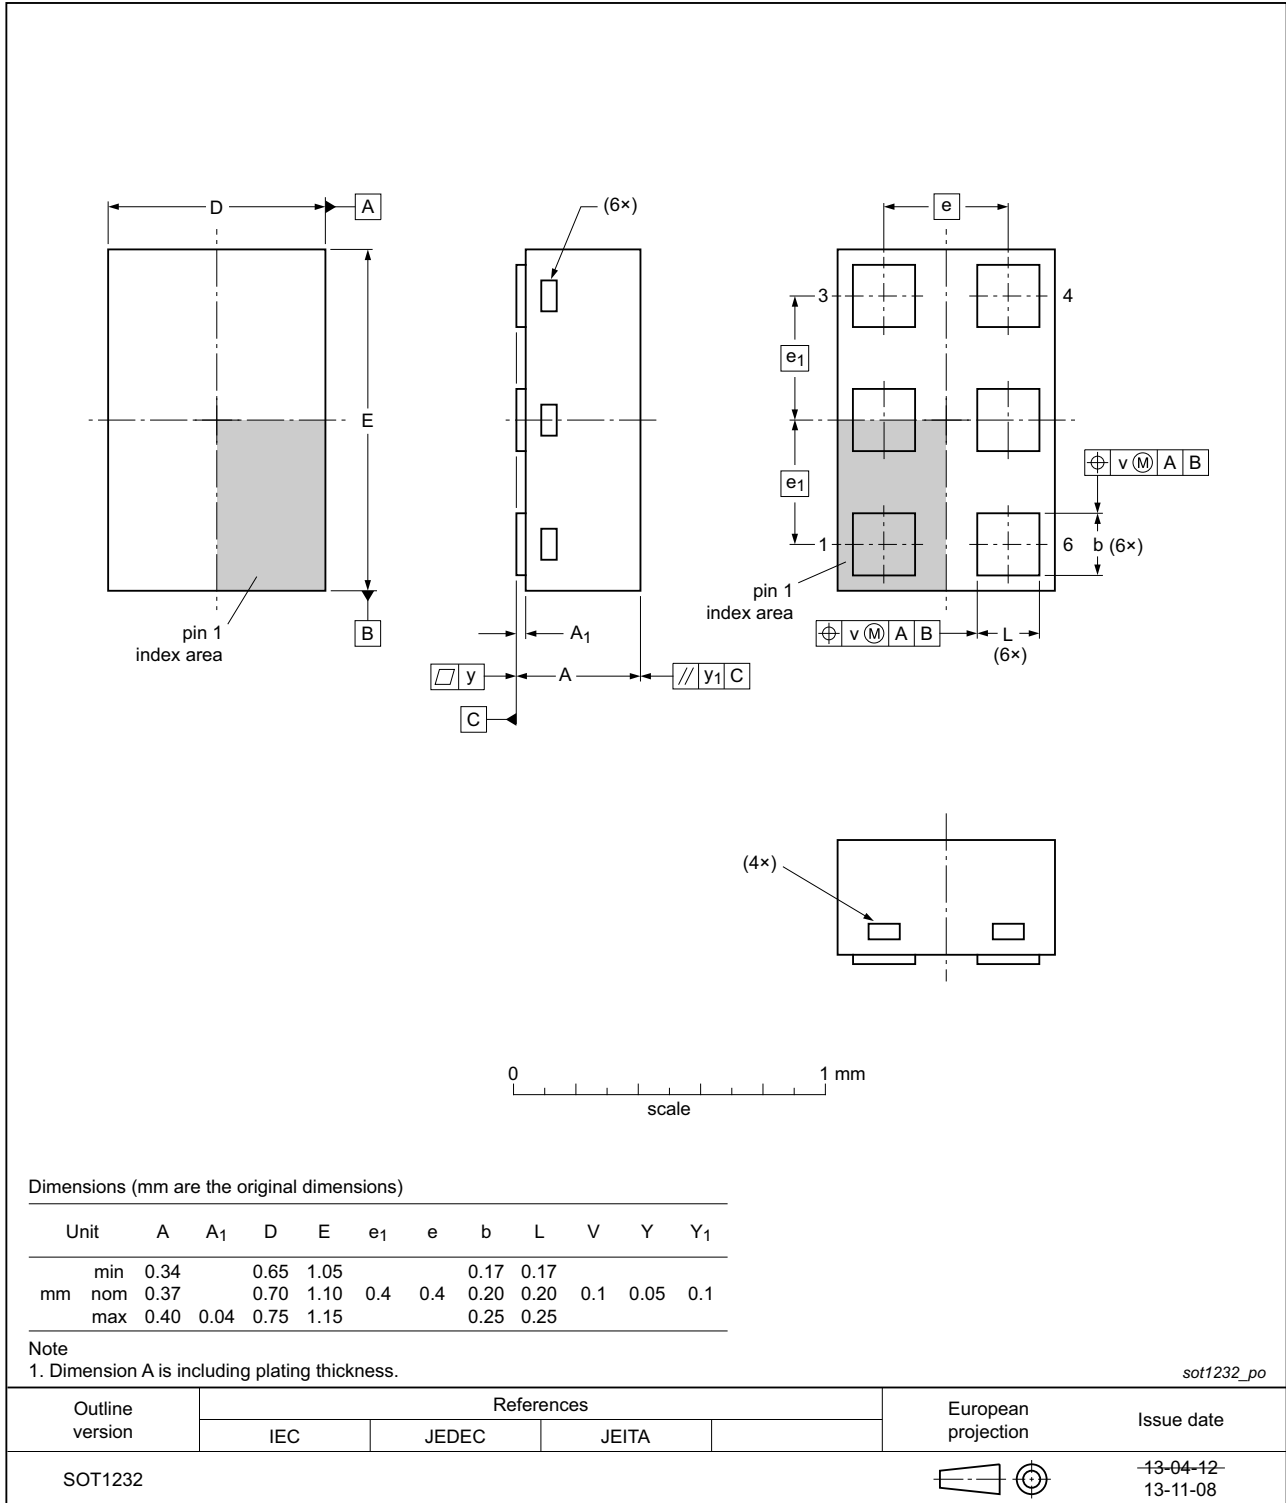 D
A
(6×)
e
3
4
e1
E
e1
v M A B
1
6
b (6×)
pin 1
index area
B
A1
pin 1
index area
v M A B
L
(6×)
y
A
// y1 C
C
(4×)
0
1 mm
scale
Dimensions (mm are the original dimensions)
Unit A A1 D E e1 e b L V Y Y1
min 0.34 0.65 1.05 0.17 0.17
mm nom 0.37 0.70 1.10 0.4 0.4 0.20 0.20 0.1 0.05 0.1
max 0.40 0.04 0.75 1.15 0.25 0.25
Note
1. Dimension A is including plating thickness.
sot1232_po
Outline version
References
IEC JEDEC JEITA
European projection
Issue date
SOT1232
13-04-12
13-11-08